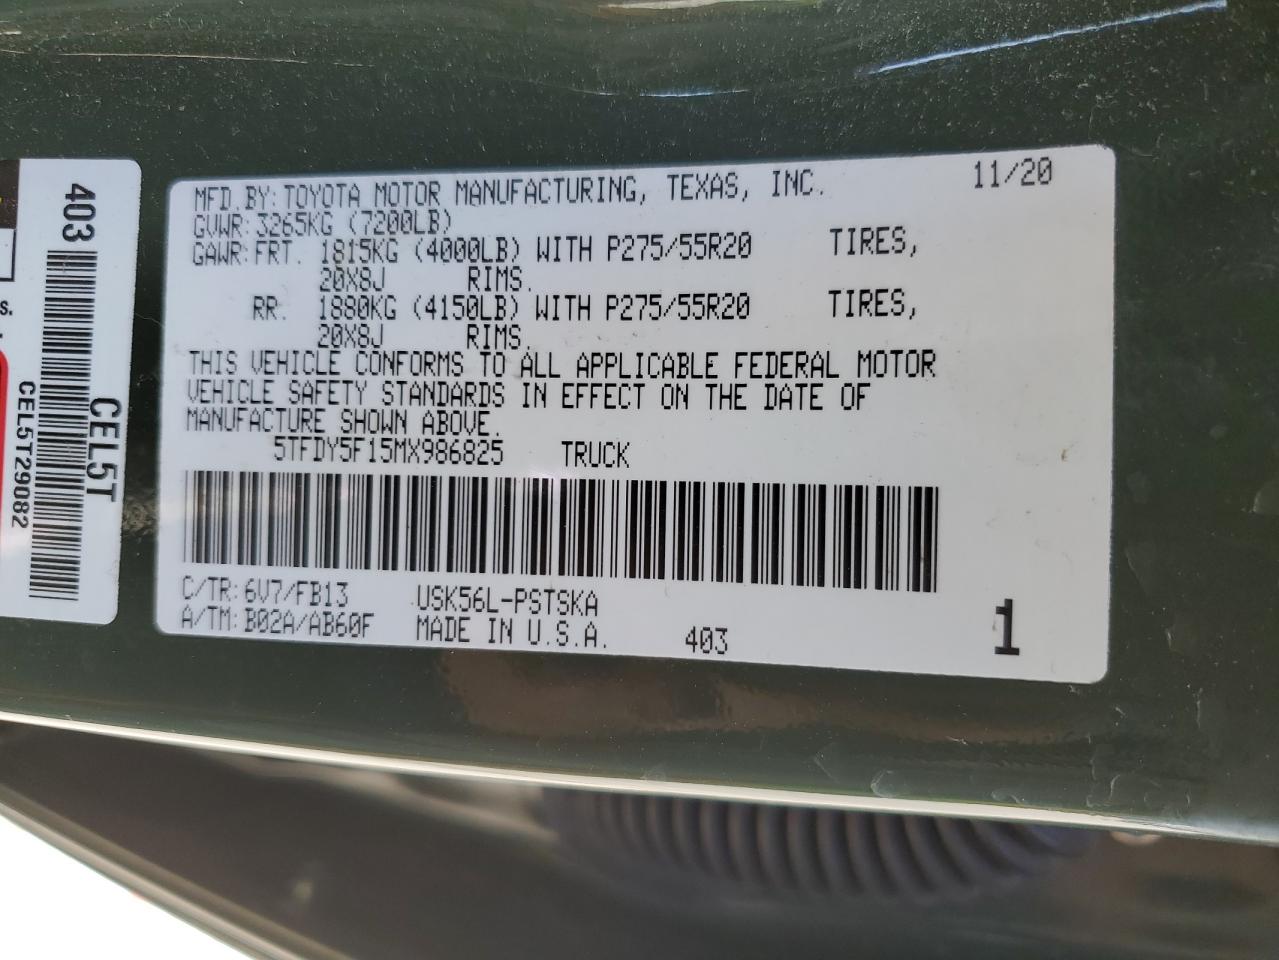 MFD.BY: TOYOTA MOTOR MANUFACTURING, TEXAS, INC. 11/20
GVWR: 3265KG (7200LB)
GAWR: FRT. 1815KG (4000LB) WITH P275/55R20 TIRES,
20X8J RIMS.
RR. 1880KG (4150LB) WITH P275/55R20 TIRES,
20X8J RIMS.
THIS VEHICLE CONFORMS TO ALL APPLICABLE FEDERAL MOTOR
VEHICLE SAFETY STANDARDS IN EFFECT ON THE DATE OF
MANUFACTURE SHOWN ABOVE.
5TFDY5F15MX986825 TRUCK
C/TR: 6V7/FB13 USK56L-PSTSKA
A/TM: B02A/AB60F MADE IN U.S.A. 403 1
403
CEL5T
CEL5T29082
s.